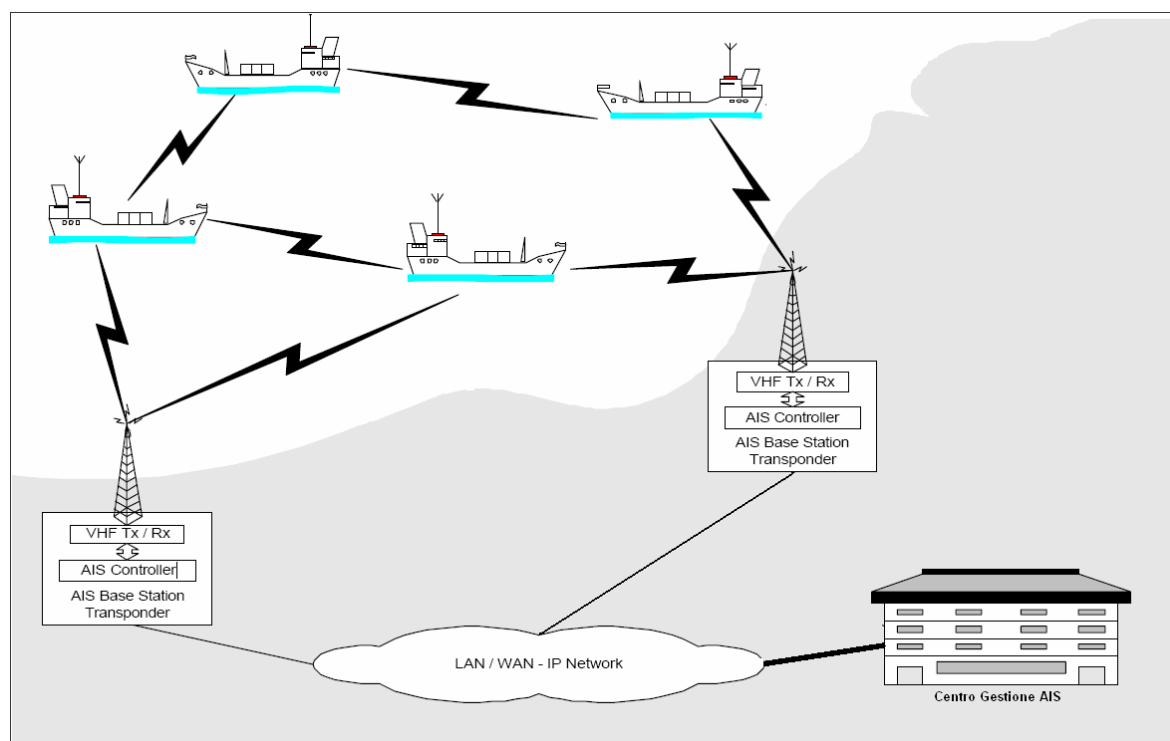 VHF Tx / Rx
AIS Controller
AIS Base Station
Transponder
VHF Tx / Rx
AIS Controller
AIS Base Station
Transponder
LAN / WAN - IP Network
Centro Gestione AIS